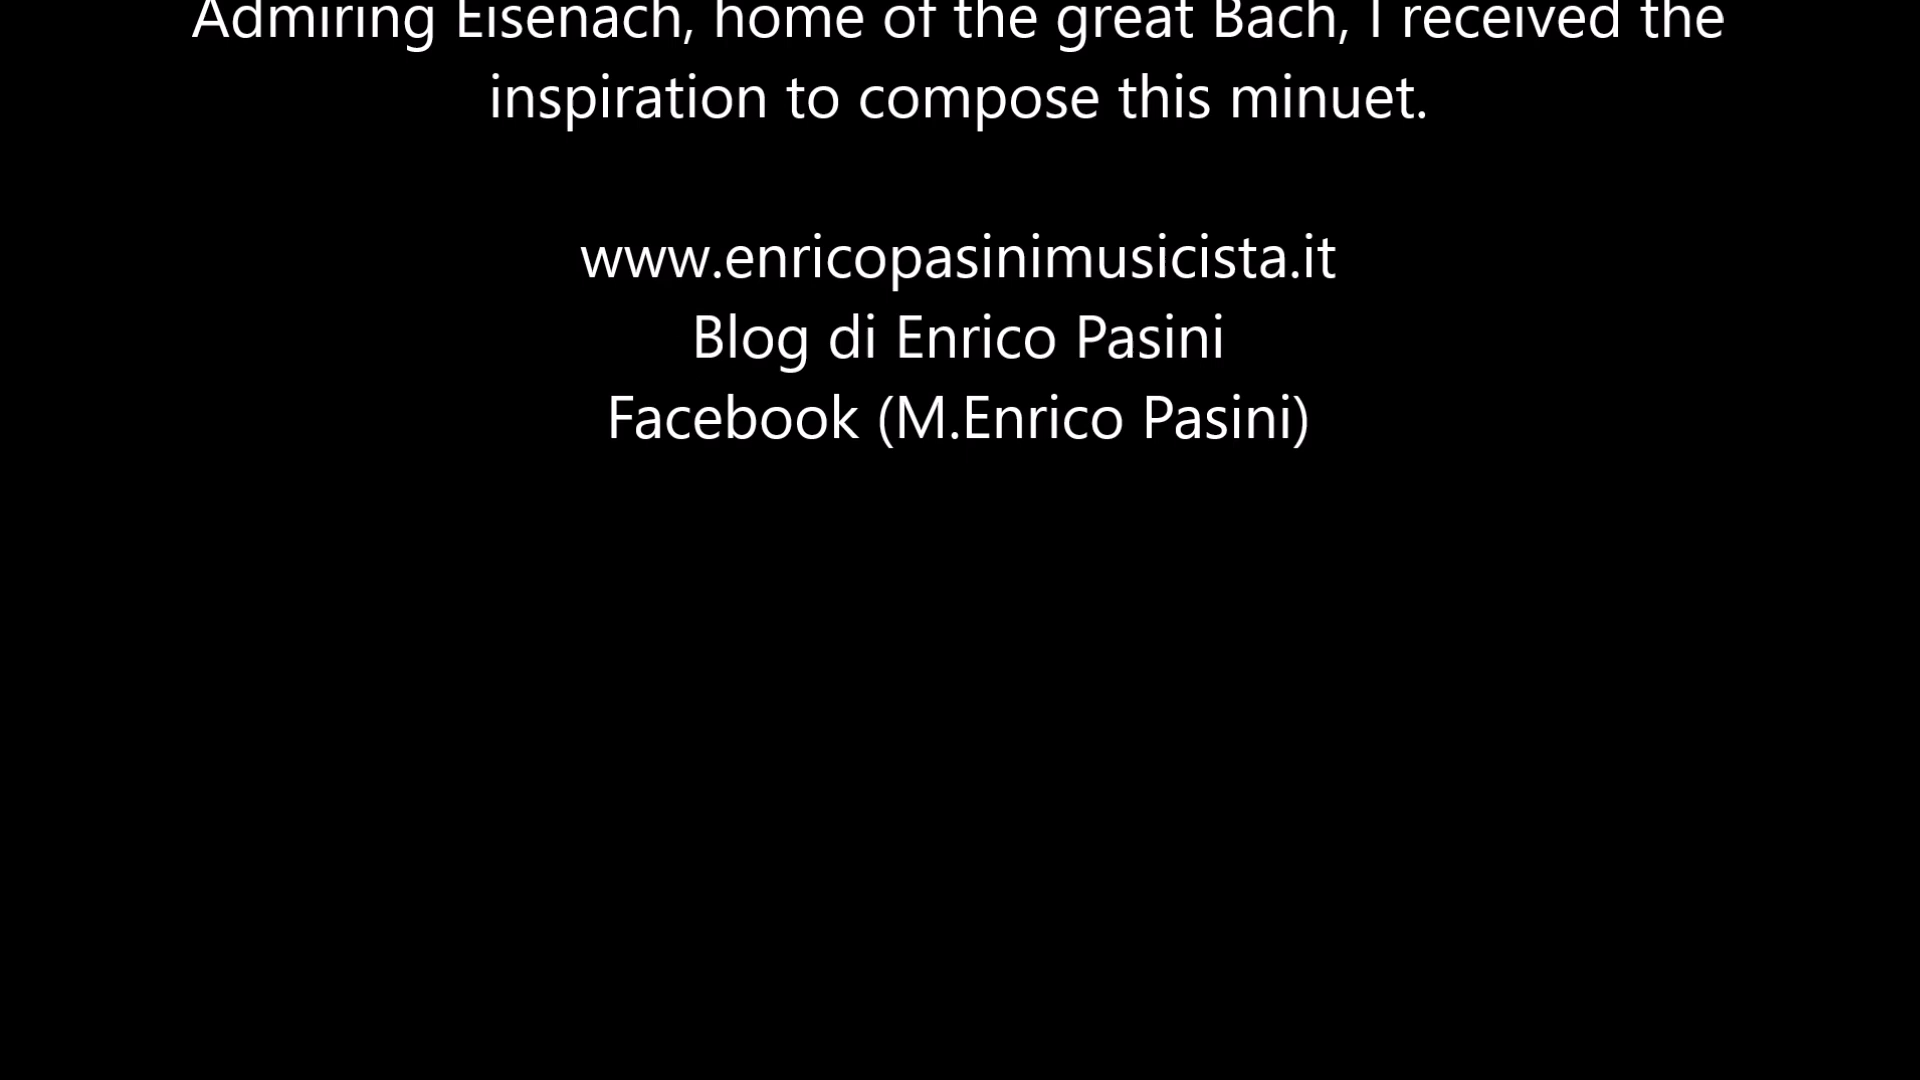 Admiring Eisenach, home of the great Bach, I received the
inspiration to compose this minuet.
www.enricopasinimusicista.it
Blog di Enrico Pasini
Facebook (M.Enrico Pasini)